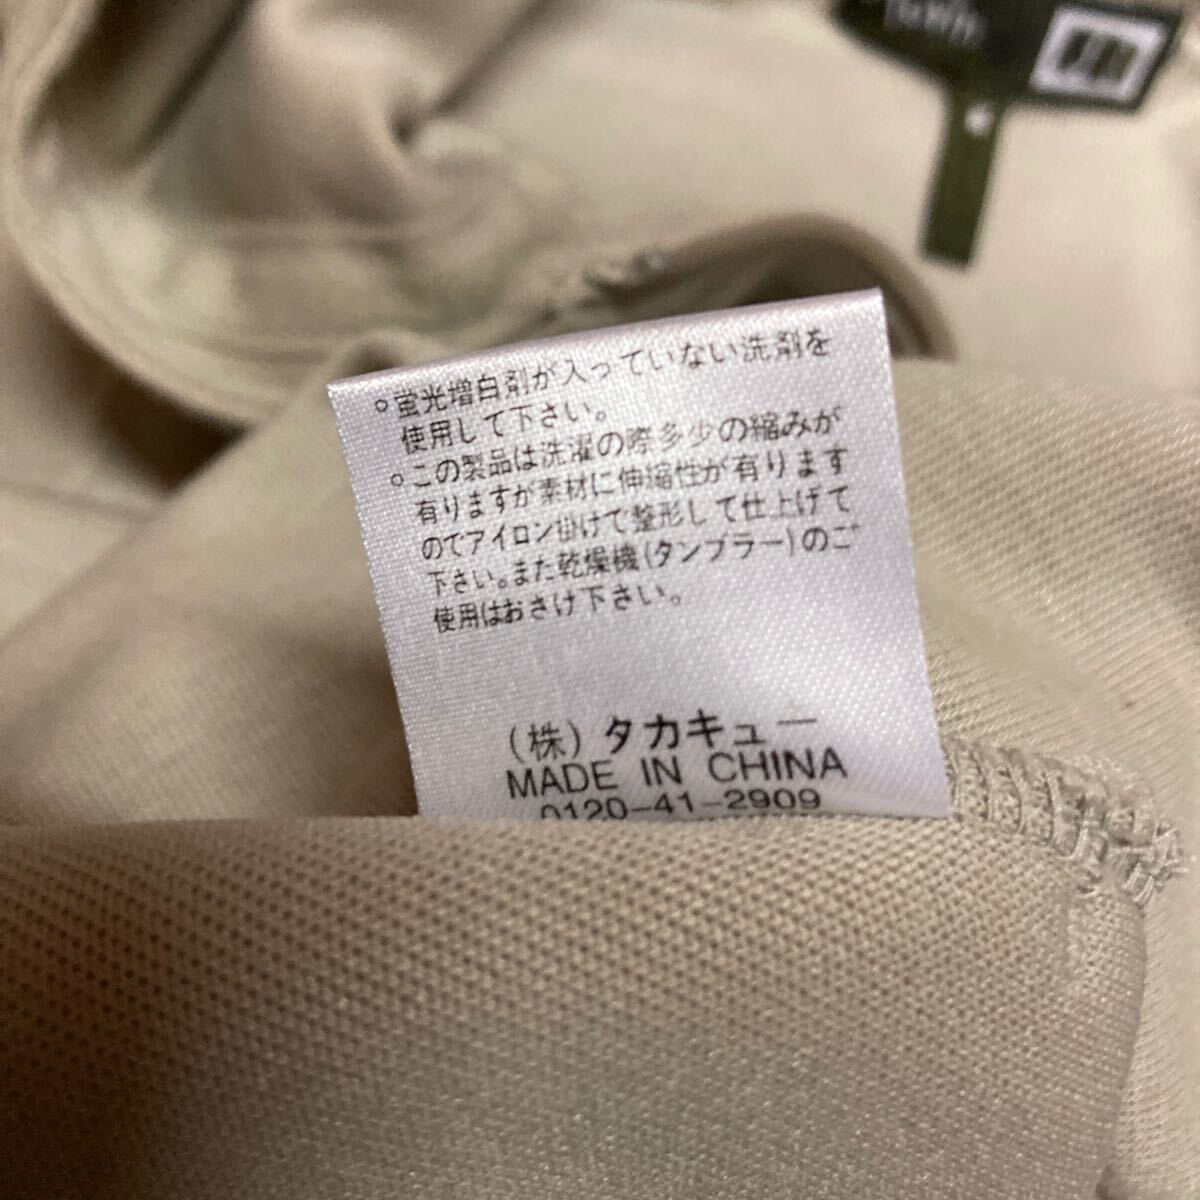 。蛍光増白剤が入っていない洗剤を
使用して下さい。
。この製品は洗濯の際多少の縮みが
有りますが素材に伸縮性が有ります
のでアイロン掛けで整形して仕上げて
下さい。また乾燥機(タンブラー)のご
使用はおさけ下さい。
(株)タカキュー
MADE IN CHINA
0120-41-2909